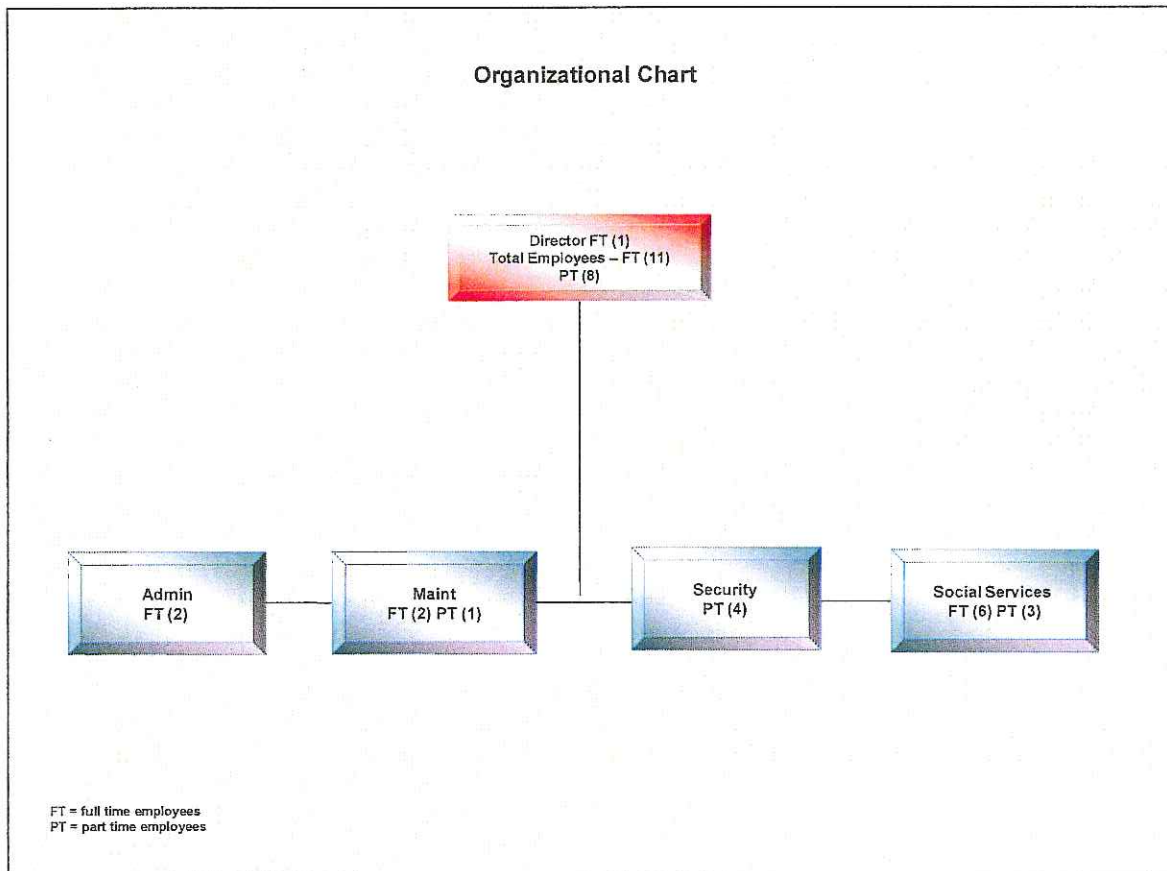 Organizational Chart
Director FT (1)
Total Employees – FT (11)
PT (8)
Admin
FT (2)
Maint
FT (2) PT (1)
Security
PT (4)
Social Services
FT (6) PT (3)
FT = full time employees
PT = part time employees